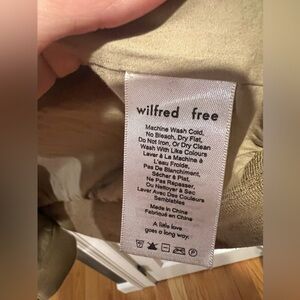 wilfred free
Machine Wash Cold,
No Bleach, Dry Flat,
Do Not Iron, Or Dry Clean
Wash With Like Colours
Laver À La Machine à
L'eau Froide,
Pas De Blanchiment,
Sécher À Plat,
Ne Pas Repasser,
Ou Nettoyer À Sec
Laver Avec Des Couleurs
Semblables
Made in China
Fabriqué en Chine
A little love
goes a long way.